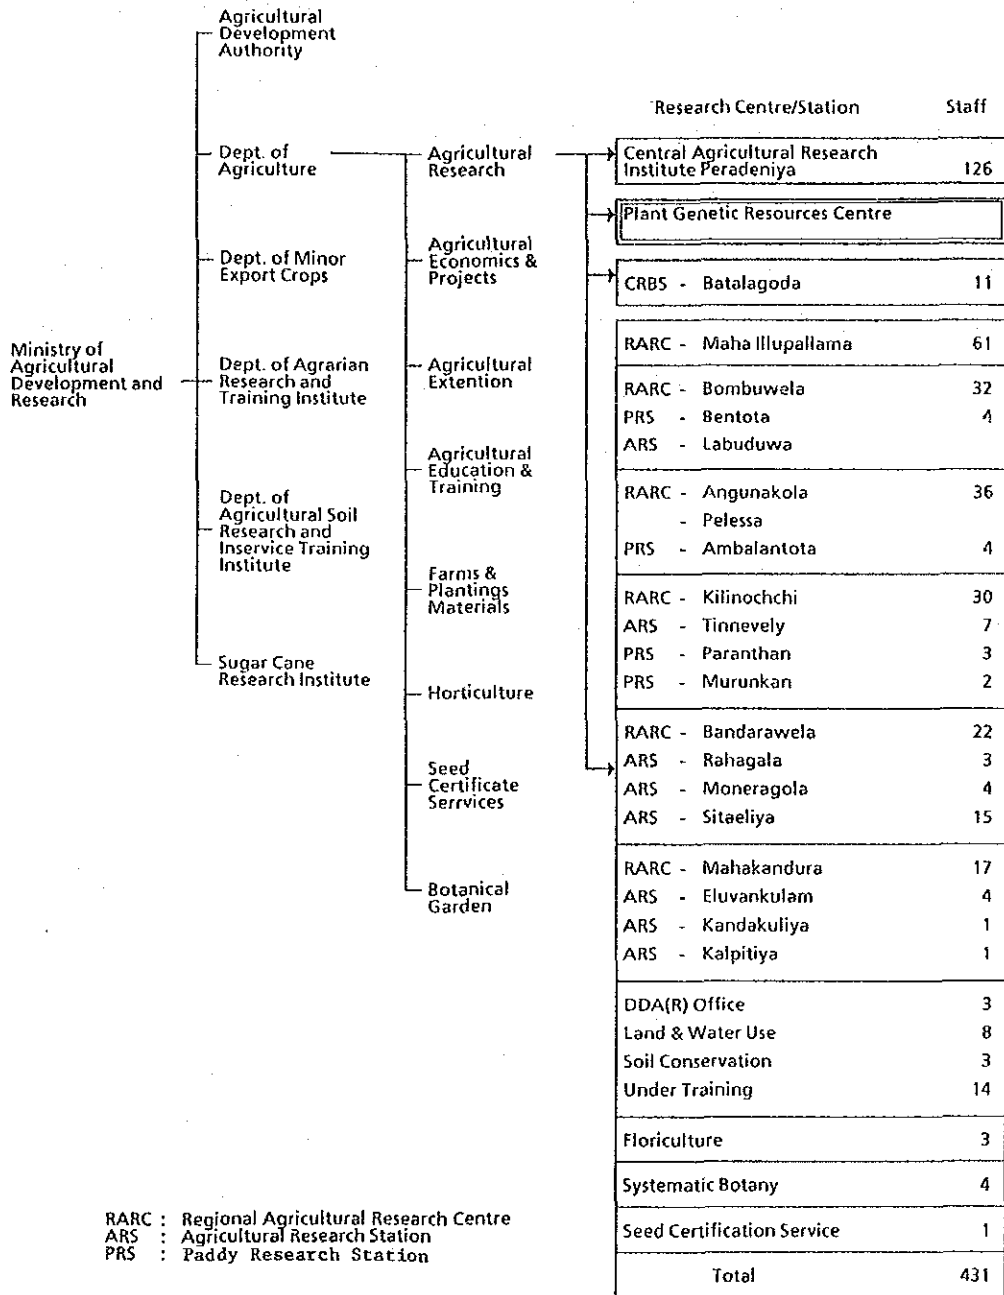 Agricultural
Development
Authority
Dept. of
Agriculture
Dept. of Minor
Export Crops
Ministry of
Agricultural
Development and
Research
Dept. of Agrarian
Research and
Training Institute
Dept. of
Agricultural Soil
Research and
Inservice Training
Institute
Sugar Cane
Research Institute
Agricultural
Research
Agricultural
Economics &
Projects
Agricultural
Extention
Agricultural
Education &
Training
Farms &
Plantings
Materials
Horticulture
Seed
Certificate
Serrvices
Botanical
Garden
Research Centre/Station Staff
Central Agricultural Research
Institute Peradeniya 126
Plant Genetic Resources Centre
CRBS - Batalagoda 11
RARC - Maha Illupallama 61
RARC - Bombuwela 32
PRS - Bentota 4
ARS - Labuduwa
RARC - Angunakola 36
- Pelessa
PRS - Ambalantota 4
RARC - Kilinochchi 30
ARS - Tinnevely 7
PRS - Paranthan 3
PRS - Murunkan 2
RARC - Bandarawela 22
ARS - Rahagala 3
ARS - Moneragola 4
ARS - Sitaeliya 15
RARC - Mahakandura 17
ARS - Eluvankulam 4
ARS - Kandakuliya 1
ARS - Kalpitiya 1
DDA(R) Office 3
Land & Water Use 8
Soil Conservation 3
Under Training 14
Floriculture 3
Systematic Botany 4
Seed Certification Service 1
Total 431
RARC : Regional Agricultural Research Centre
ARS : Agricultural Research Station
PRS : Paddy Research Station